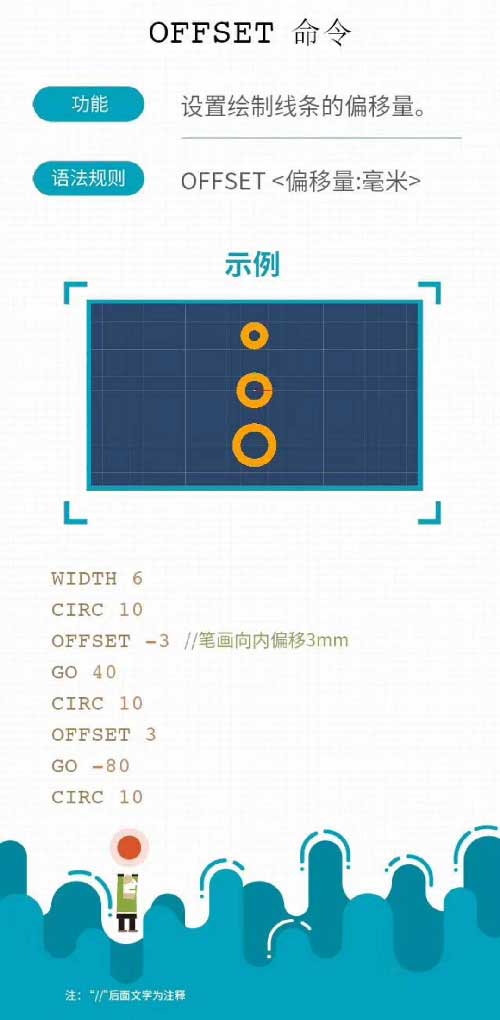 OFFSET 命令
功能
设置绘制线条的偏移量。
语法规则
OFFSET <偏移量:毫米>
示例
WIDTH 6
CIRC 10
OFFSET -3 //笔画向内偏移3mm
GO 40
CIRC 10
OFFSET 3
GO -80
CIRC 10
注：“//”后面文字为注释